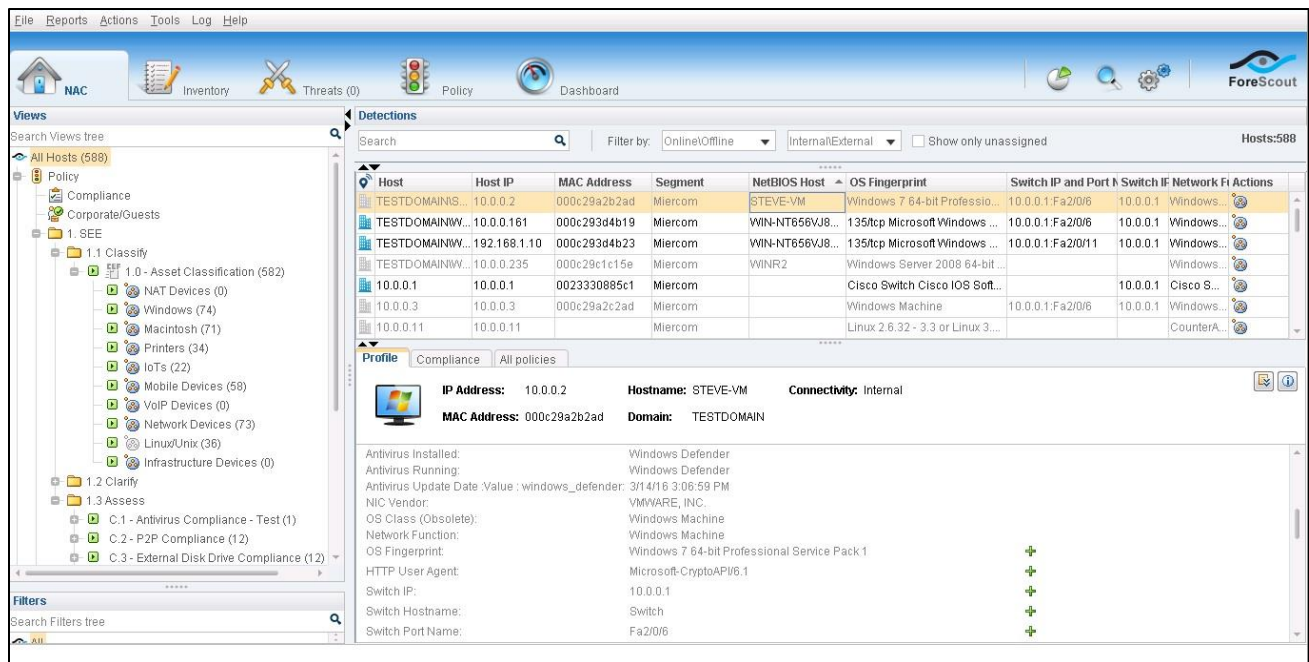 File Reports Actions Tools Log Help
NAC Inventory Threats (0) Policy Dashboard ForeScout
Views
Search Views tree
All Hosts (588)
Policy
Compliance
Corporate/Guests
1. SEE
1.1 Classify
1.0 - Asset Classification (582)
NAT Devices (0)
Windows (74)
Macintosh (71)
Printers (34)
IoTs (22)
Mobile Devices (58)
VoIP Devices (0)
Network Devices (73)
Linux/Unix (36)
Infrastructure Devices (0)
1.2 Clarify
1.3 Assess
C.1 - Antivirus Compliance - Test (1)
C.2 - P2P Compliance (12)
C.3 - External Disk Drive Compliance (12)
Filters
Search Filters tree
All
Detections
Search Filter by: Online\Offline Internal\External Show only unassigned Hosts:588
Host Host IP MAC Address Segment NetBIOS Host OS Fingerprint Switch IP and Port N Switch IF Network Fu Actions
TESTDOMAIN\S... 10.0.0.2 000c29a2b2ad Miercom STEVE-VM Windows 7 64-bit Professio... 10.0.0.1:Fa2/0/6 10.0.0.1 Windows...
TESTDOMAIN\W... 10.0.0.161 000c293d4b19 Miercom WIN-NT656VJ8... 135/tcp Microsoft Windows ... 10.0.0.1:Fa2/0/6 10.0.0.1 Windows...
TESTDOMAIN\W... 192.168.1.10 000c293d4b23 Miercom WIN-NT656VJ8... 135/tcp Microsoft Windows ... 10.0.0.1:Fa2/0/11 10.0.0.1 Windows...
TESTDOMAIN\W... 10.0.0.235 000c29c1c15e Miercom WINR2 Windows Server 2008 64-bit ... Windows...
10.0.0.1 10.0.0.1 0023330885c1 Miercom Cisco Switch Cisco IOS Soft... 10.0.0.1 Cisco S...
10.0.0.3 10.0.0.3 000c29a2c2ad Miercom Windows Machine 10.0.0.1:Fa2/0/6 10.0.0.1 Windows...
10.0.0.11 10.0.0.11 Miercom Linux 2.6.32 - 3.3 or Linux 3.... CounterA...
Profile Compliance All policies
IP Address: 10.0.0.2 Hostname: STEVE-VM Connectivity: Internal
MAC Address: 000c29a2b2ad Domain: TESTDOMAIN
Antivirus Installed: Windows Defender
Antivirus Running: Windows Defender
Antivirus Update Date :Value : windows_defender: 3/14/16 3:06:59 PM
NIC Vendor: VMWARE, INC.
OS Class (Obsolete): Windows Machine
Network Function: Windows Machine
OS Fingerprint: Windows 7 64-bit Professional Service Pack 1
HTTP User Agent: Microsoft-CryptoAPI/6.1
Switch IP: 10.0.0.1
Switch Hostname: Switch
Switch Port Name: Fa2/0/6